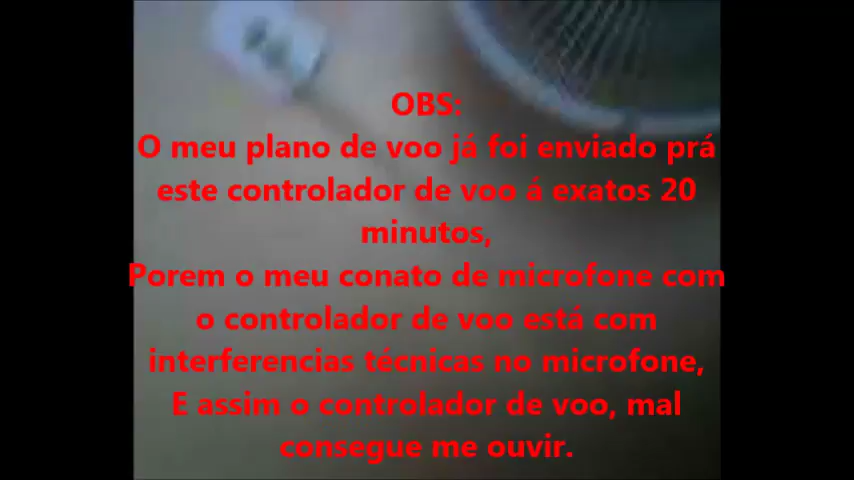 OBS:
O meu plano de voo já foi enviado prá
este controlador de voo á exatos 20
minutos,
Porem o meu conato de microfone com
o controlador de voo está com
interferencias técnicas no microfone,
E assim o controlador de voo, mal
consegue me ouvir.